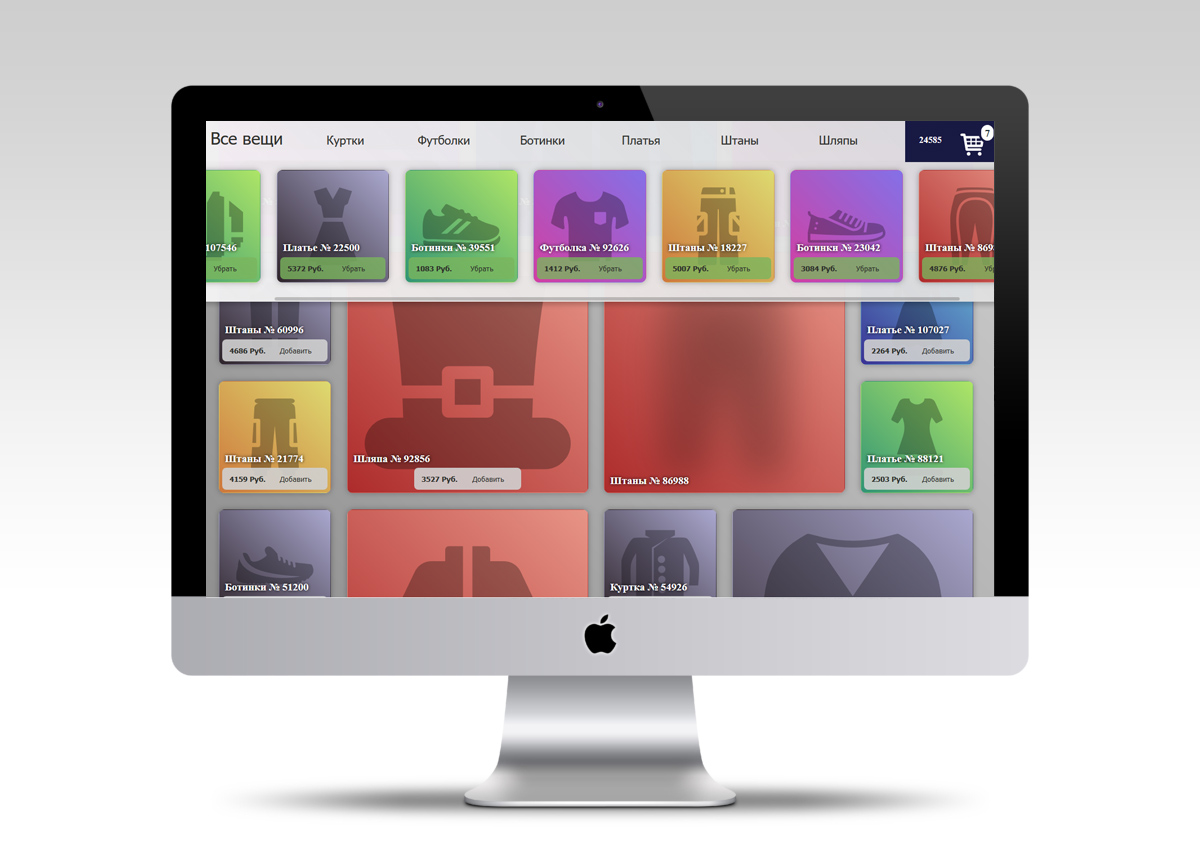 Все вещи Куртки Футболки Ботинки Платья Штаны Шляпы 24585 7
107546 Платье № 22500 Ботинки № 39551 Футболка № 92626 Штаны № 18227 Ботинки № 23042 Штаны № 869
Убрать 5372 Руб. Убрать 1083 Руб. Убрать 1412 Руб. Убрать 5007 Руб. Убрать 3084 Руб. Убрать 4876 Руб.
Штаны № 60996 Платье № 107027
4686 Руб. Добавить 2264 Руб. Добавить
Штаны № 21774 Шляпа № 92856 Платье № 88121
4159 Руб. Добавить 3527 Руб. Добавить Штаны № 86988 2503 Руб. Добавить
Ботинки № 51200 Куртка № 54926